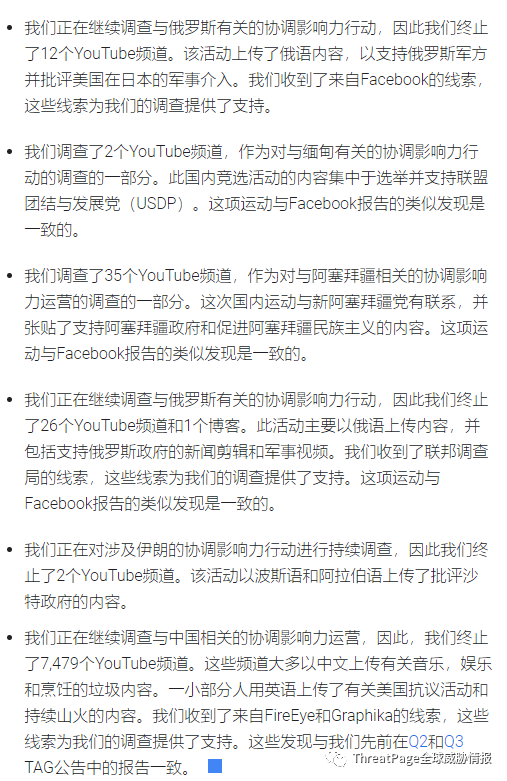 我们正在继续调查与俄罗斯有关的协调影响力行动，因此我们终止
了12个YouTube频道。该活动上传了俄语内容，以支持俄罗斯军方
并批评美国在日本的军事介入。我们收到了来自Facebook的线索，
这些线索为我们的调查提供了支持。
我们调查了2个YouTube频道，作为对与缅甸有关的协调影响力行
动的调查的一部分。此国内竞选活动的内容集中于选举并支持联盟
团结与发展党（USDP）。这项运动与Facebook报告的类似发现是
一致的。
我们调查了35个YouTube频道，作为对与阿塞拜疆相关的协调影响
力运营的调查的一部分。这次国内运动与新阿塞拜疆党有联系，并
张贴了支持阿塞拜疆政府和促进阿塞拜疆民族主义的内容。这项运
动与Facebook报告的类似发现是一致的。
我们正在继续调查与俄罗斯有关的协调影响力行动，因此我们终止
了26个YouTube频道和1个博客。此活动主要以俄语上传内容，并
包括支持俄罗斯政府的新闻剪辑和军事视频。我们收到了联邦调查
局的线索，这些线索为我们的调查提供了支持。这项运动与
Facebook报告的类似发现是一致的。
我们正在对涉及伊朗的协调影响力行动进行持续调查，因此我们终
止了2个YouTube频道。该活动以波斯语和阿拉伯语上传了批评沙
特政府的内容。
我们正在继续调查与中国相关的协调影响力运营，因此，我们终止
了7,479个YouTube频道。这些频道大多以中文上传有关音乐，娱乐
和烹饪的垃圾内容。一小部分人用英语上传了有关美国抗议活动和
持续山火的内容。我们收到了来自FireEye和Graphika的线索，这些
线索为我们的调查提供了支持。这些发现与我们先前在Q2和Q3
TAG公告中的报告一致。
ThreatPage全球威胁情报